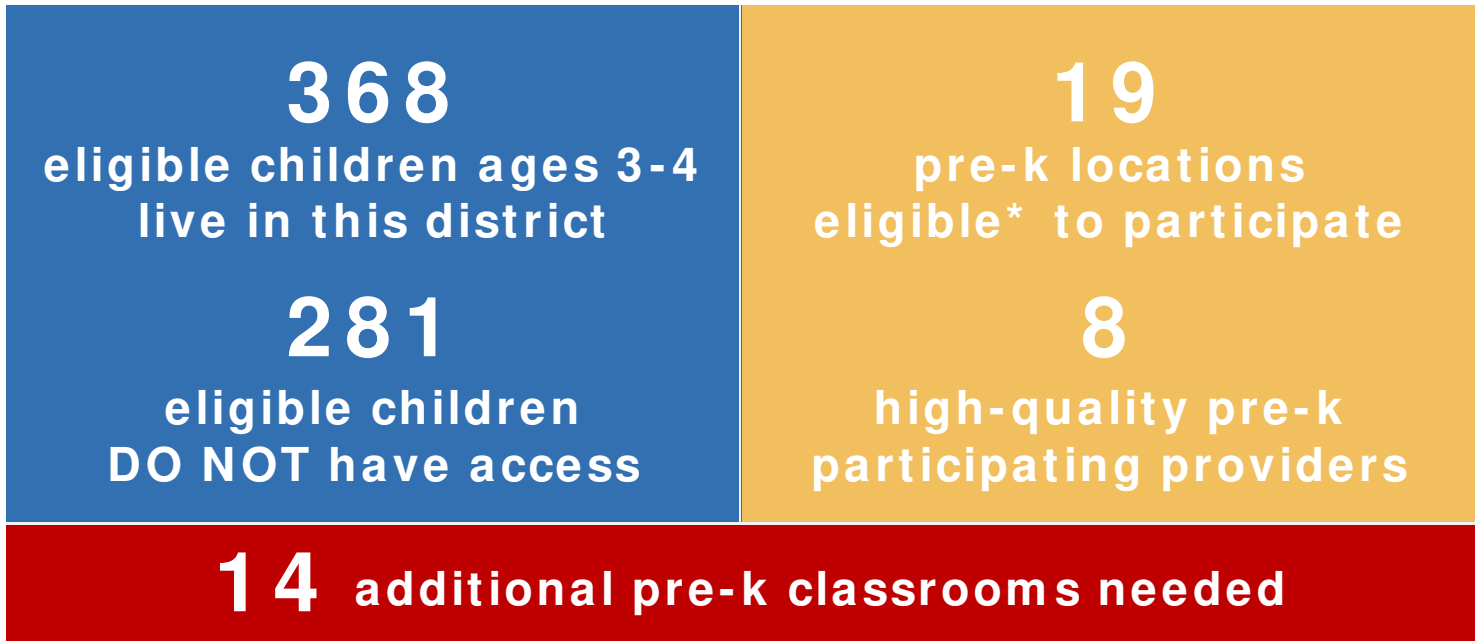 368
eligible children ages 3-4
live in this district
281
eligible children
DO NOT have access
19
pre-k locations
eligible* to participate
8
high-quality pre-k
participating providers
14 additional pre-k classrooms needed